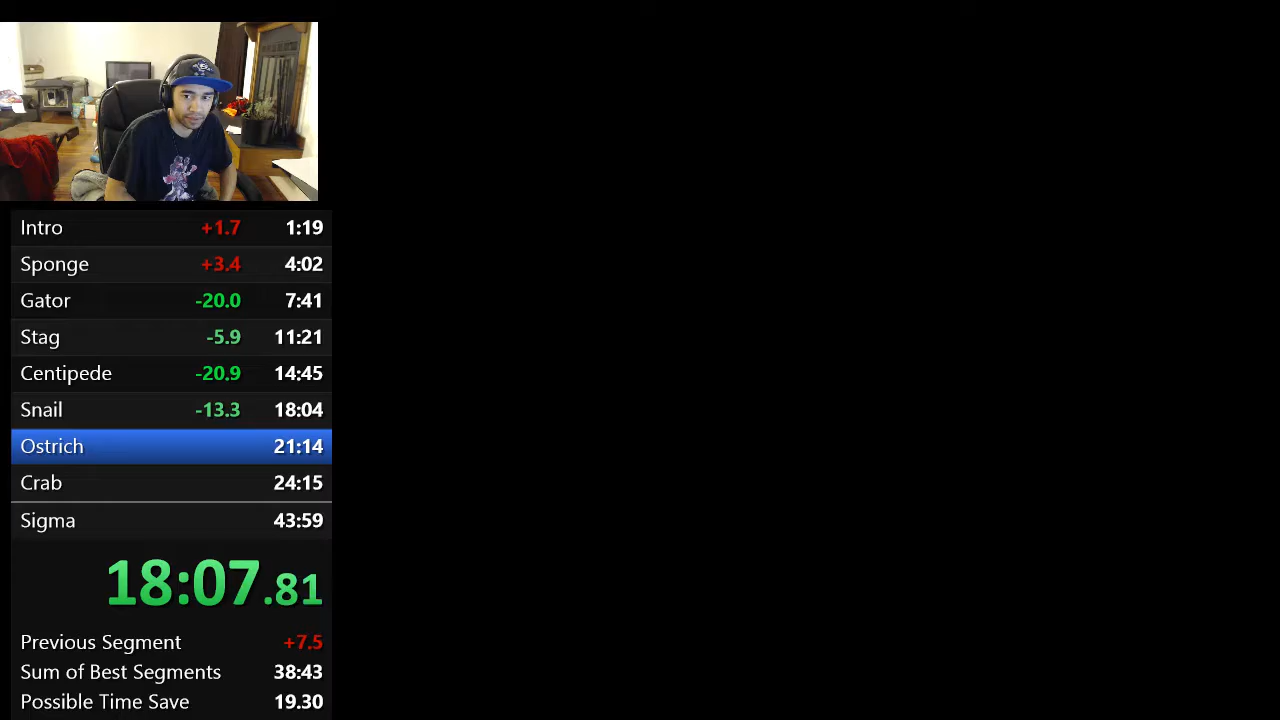 Intro +1.7 1:19
Sponge +3.4 4:02
Gator -20.0 7:41
Stag -5.9 11:21
Centipede -20.9 14:45
Snail -13.3 18:04
Ostrich 21:14
Crab 24:15
Sigma 43:59
18:07.81
Previous Segment +7.5
Sum of Best Segments 38:43
Possible Time Save 19.30